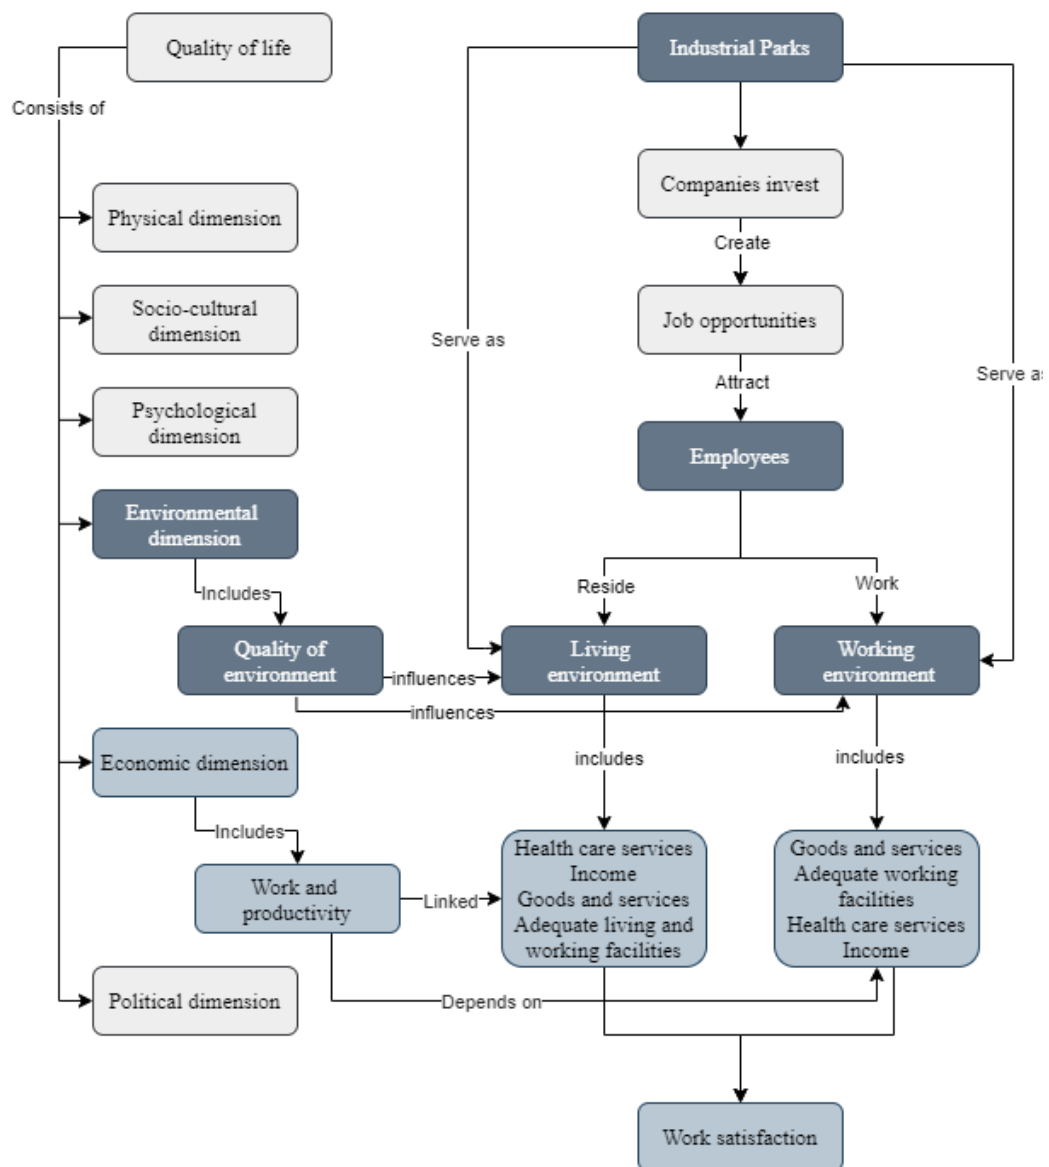 Quality of life
Industrial Parks
Consists of
Companies invest
Physical dimension
Create
Socio-cultural
dimension
Job opportunities
Serve as
Serve as
Attract
Psychological
dimension
Employees
Environmental
dimension
Includes
Reside
Work
Quality of
environment
Living
environment
Working
environment
influences
influences
Economic dimension
includes
includes
Includes
Health care services
Income
Goods and services
Adequate living and
working facilities
Goods and services
Adequate working
facilities
Health care services
Income
Work and
productivity
Linked
Political dimension
Depends on
Work satisfaction